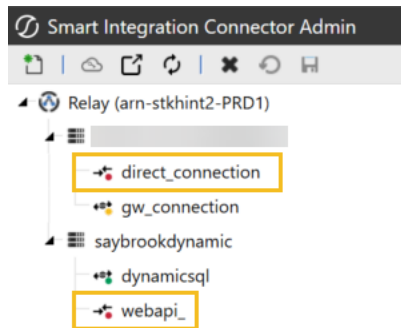 Smart Integration Connector Admin
Relay (arn-stkhint2-PRD1)
direct_connection
gw_connection
saybrookdynamic
dynamicsql
webapi_